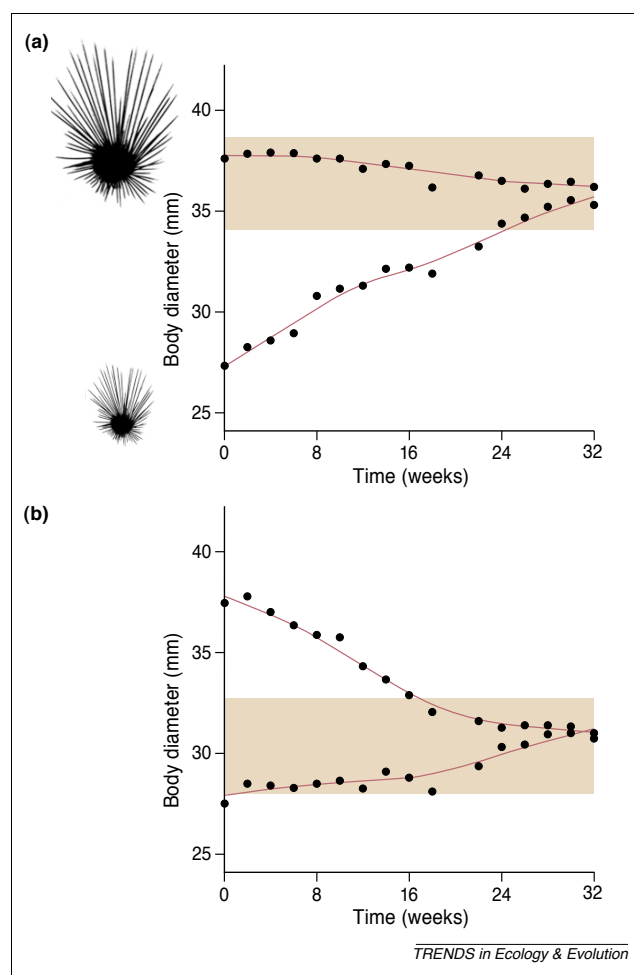 (a)
40
35
30
25
Body diameter (mm)
0 8 16 24 32
Time (weeks)
(b)
40
35
30
25
Body diameter (mm)
0 8 16 24 32
Time (weeks)
TRENDS in Ecology & Evolution